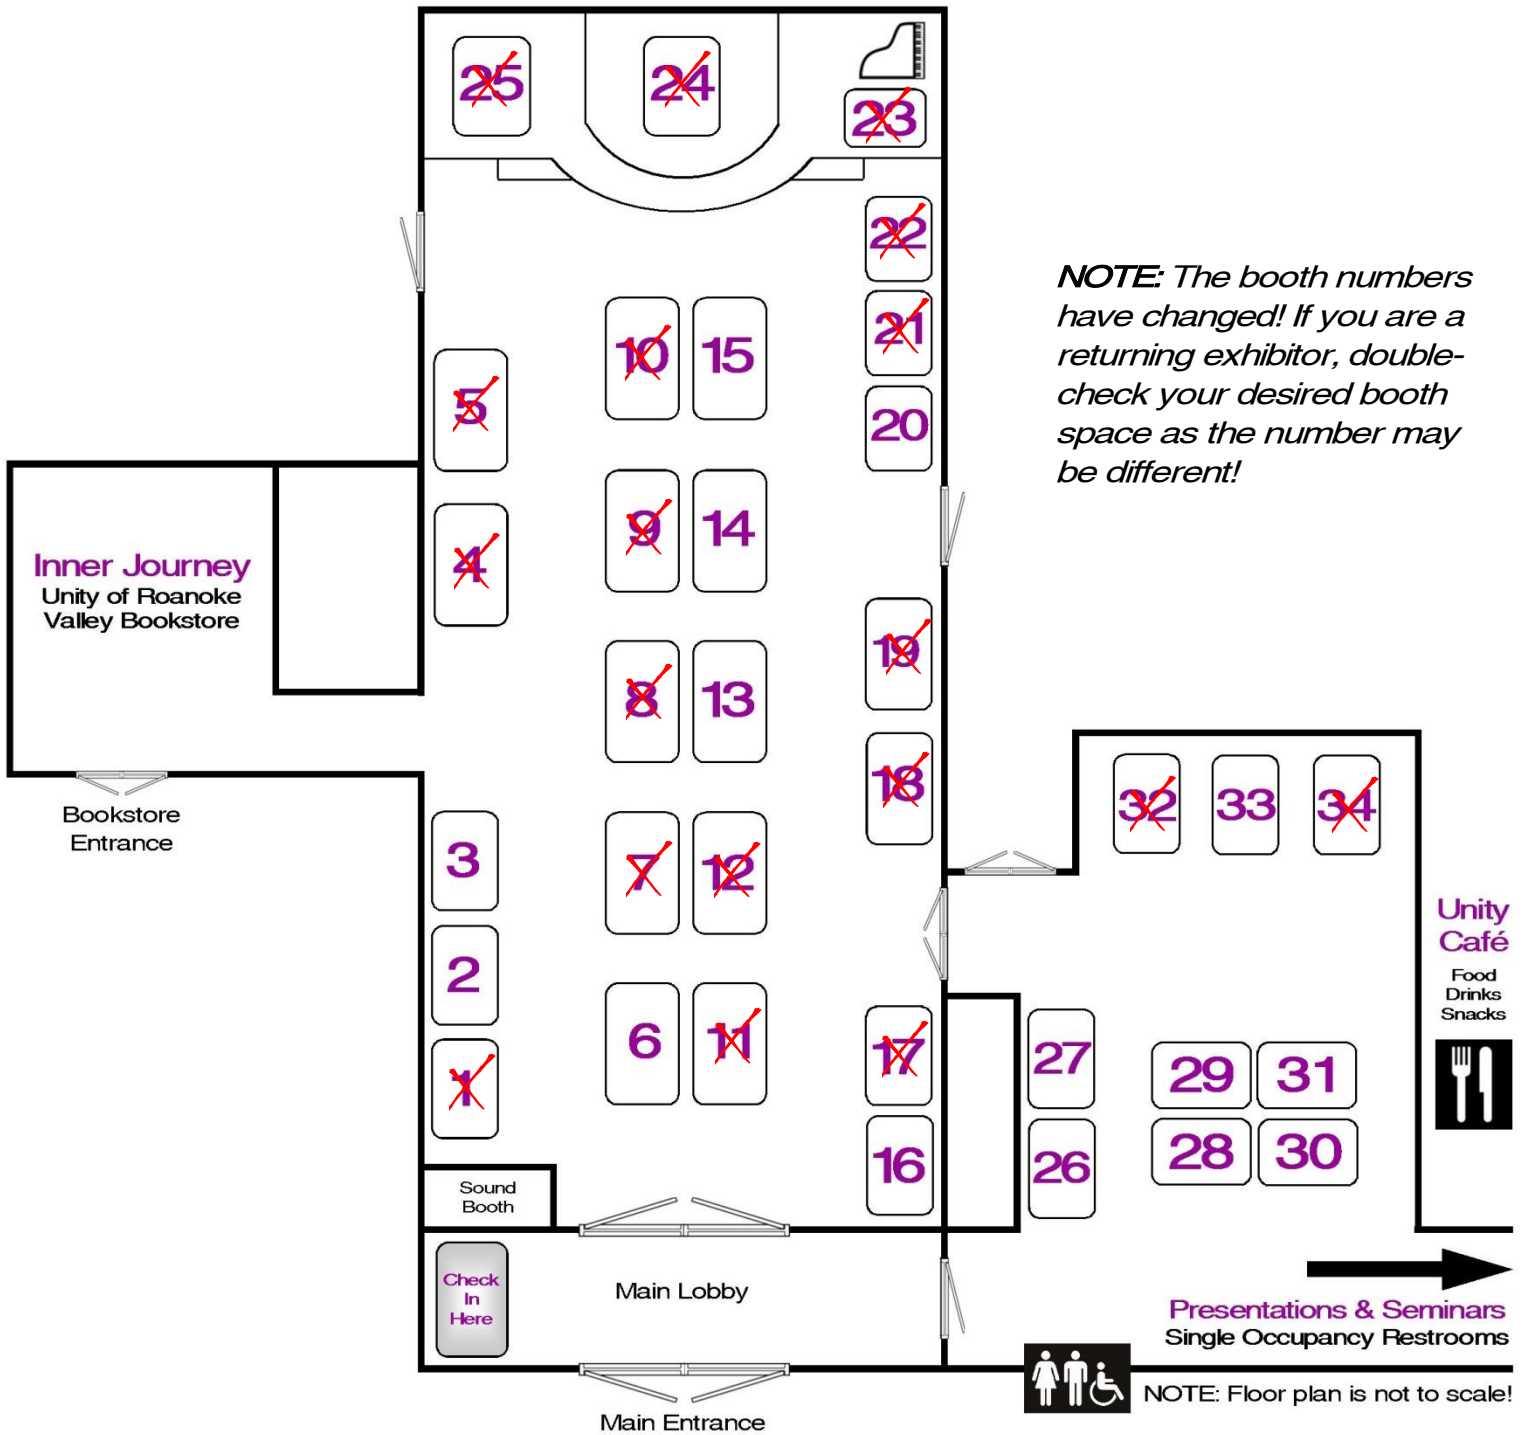 25
24
23
22
NOTE: The booth numbers
have changed! If you are a
returning exhibitor, double-
check your desired booth
space as the number may
be different!
21
10
15
5
20
9
14
4
Inner Journey
Unity of Roanoke
Valley Bookstore
19
8
13
18
32
33
34
Bookstore
Entrance
3
7
12
Unity
Café
Food
Drinks
Snacks
2
6
11
17
27
29
31
1
16
26
28
30
Sound
Booth
Check
In
Here
Main Lobby
Presentations & Seminars
Single Occupancy Restrooms
NOTE: Floor plan is not to scale!
Main Entrance